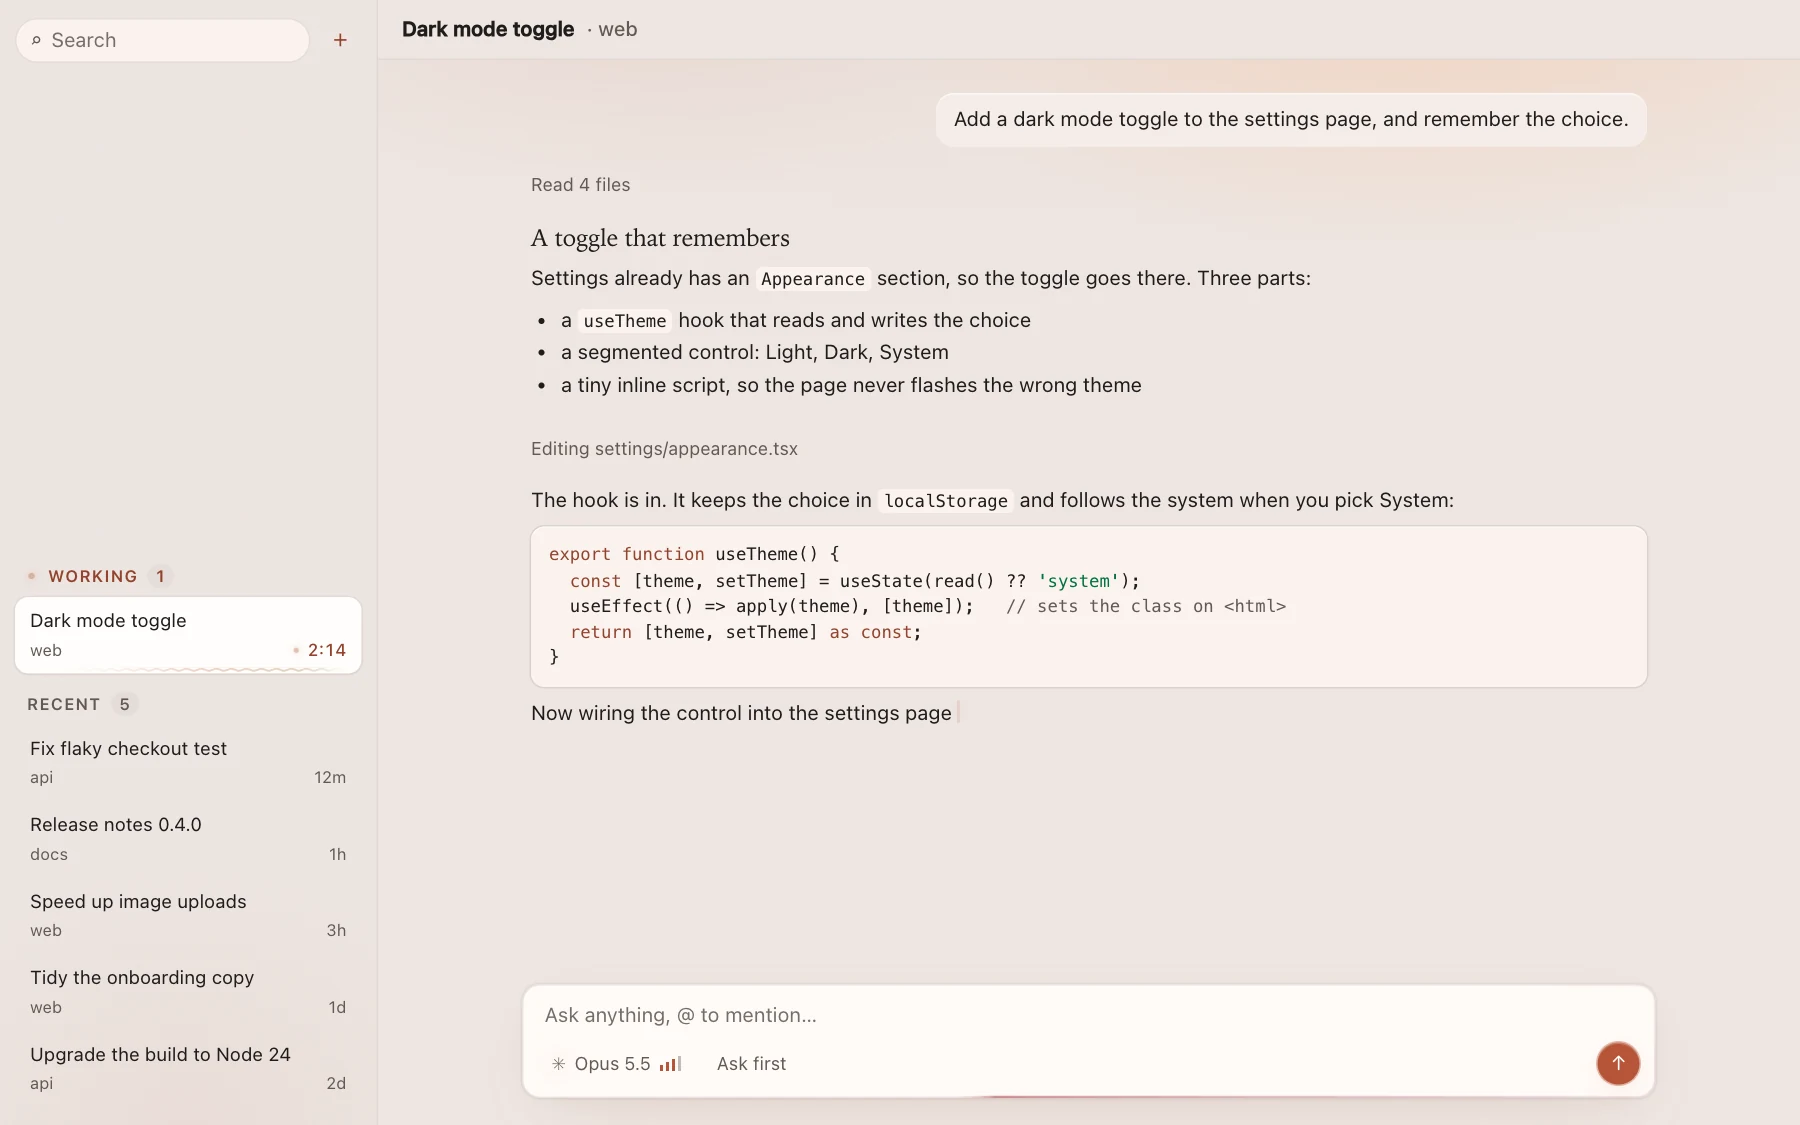 Search
+
WORKING 1
Dark mode toggle
web
2:14
RECENT 5
Fix flaky checkout test
api
12m
Release notes 0.4.0
docs
1h
Speed up image uploads
web
3h
Tidy the onboarding copy
web
1d
Upgrade the build to Node 24
api
2d
Dark mode toggle · web
Add a dark mode toggle to the settings page, and remember the choice.
Read 4 files
A toggle that remembers
Settings already has an Appearance section, so the toggle goes there. Three parts:
• a useTheme hook that reads and writes the choice
• a segmented control: Light, Dark, System
• a tiny inline script, so the page never flashes the wrong theme
Editing settings/appearance.tsx
The hook is in. It keeps the choice in localStorage and follows the system when you pick System:
export function useTheme() {
  const [theme, setTheme] = useState(read() ?? 'system');
  useEffect(() => apply(theme), [theme]);   // sets the class on <html>
  return [theme, setTheme] as const;
}
Now wiring the control into the settings page
Ask anything, @ to mention...
Opus 5.5
Ask first